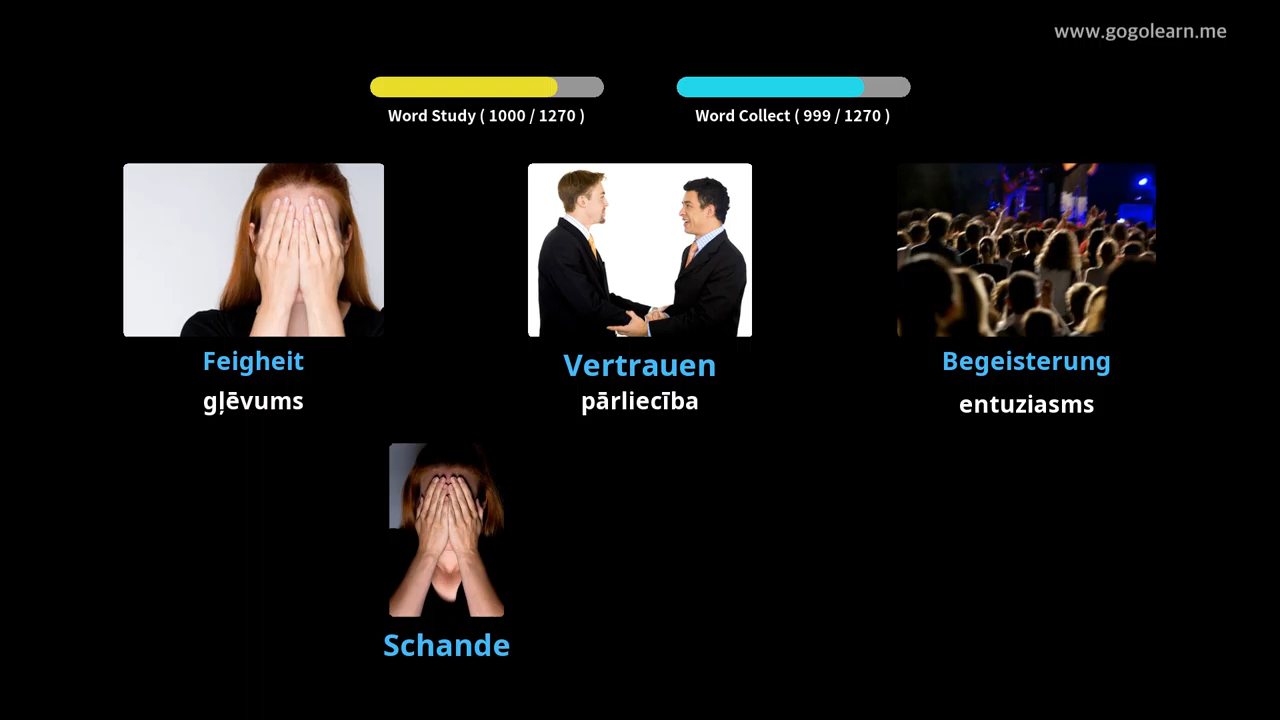 www.gogolearn.me
Word Study ( 1000 / 1270 )
Word Collect ( 999 / 1270 )
Feigheit
gļēvums
Vertrauen
pārliecība
Begeisterung
entuziasms
Schande